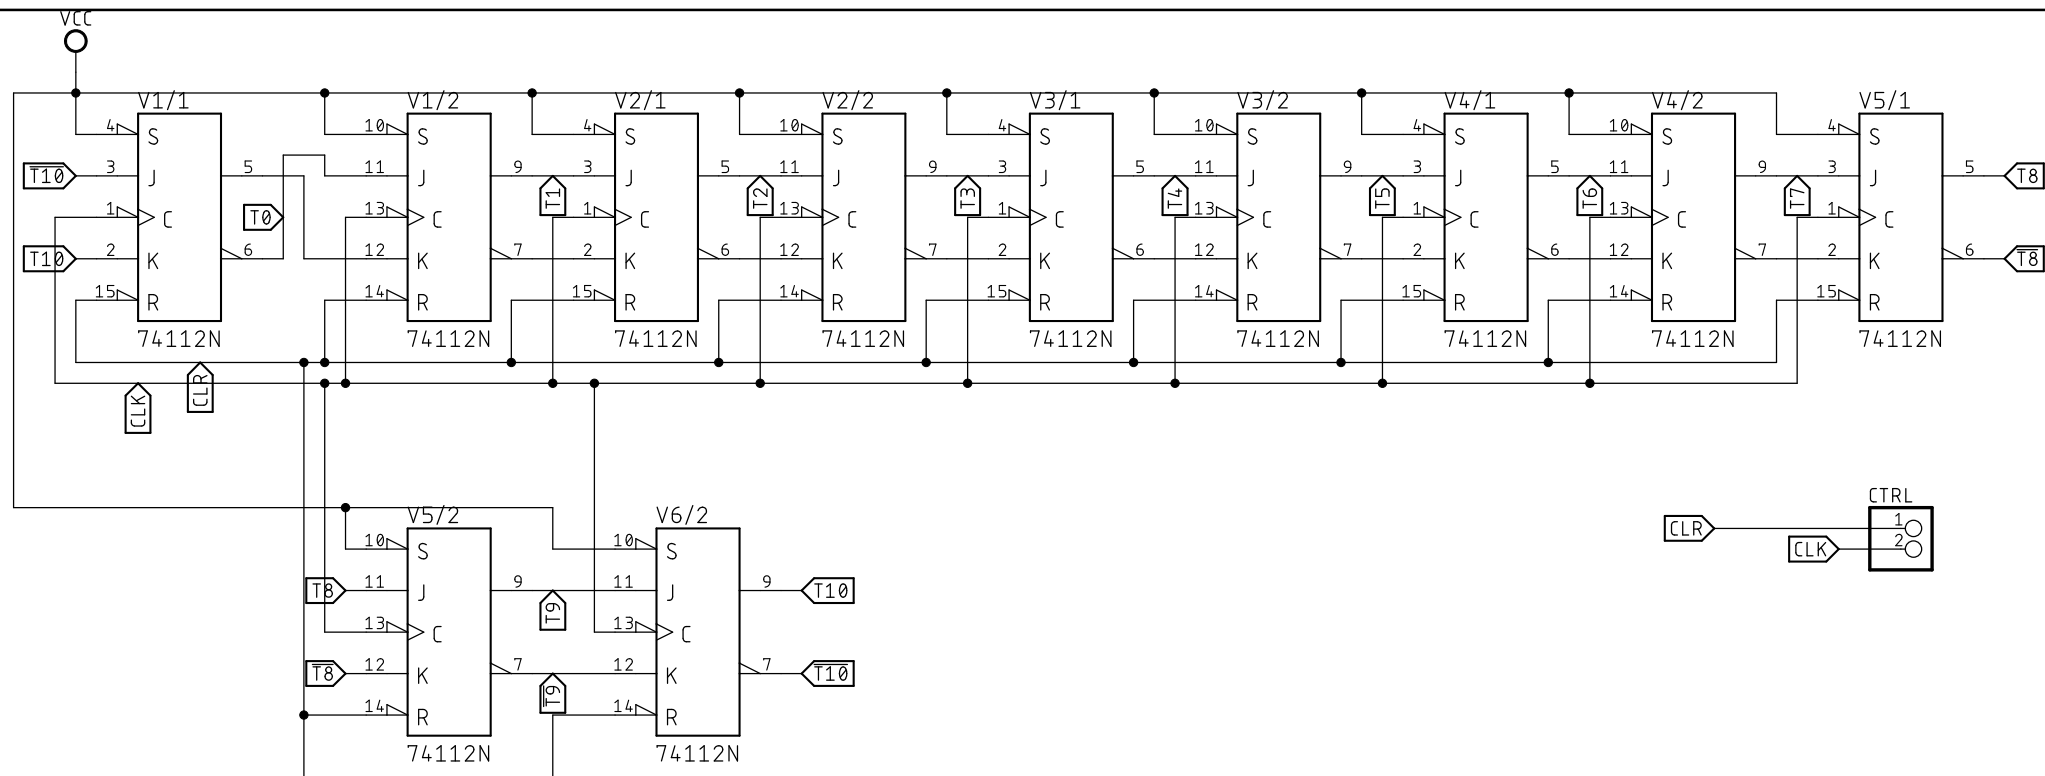 VCC
V1/1 V1/2 V2/1 V2/2 V3/1 V3/2 V4/1 V4/2 V5/1
4 S 10 S 4 S 10 S 4 S 10 S 4 S 10 S 4 S
T10 3 J 5 11 J 9 T1 3 J 5 T2 11 J 9 T3 3 J 5 T4 11 J 9 T5 3 J 5 T6 11 J 9 T7 3 J 5 T8
1 C T0 13 C 1 C 13 C 1 C 13 C 1 C 13 C 1 C
T10 2 K 6 12 K 7 2 K 6 12 K 7 2 K 6 12 K 7 2 K 6 12 K 7 2 K 6 T8
15 R 14 R 15 R 14 R 15 R 14 R 15 R 14 R 15 R
74112N 74112N 74112N 74112N 74112N 74112N 74112N 74112N 74112N
CLK CLR
CTRL
CLR 1
CLK 2
V5/2 V6/2
10 S 10 S
T8 11 J 9 T9 11 J 9 T10
13 C 13 C
T8 12 K 7 T9 12 K 7 T10
14 R 14 R
74112N 74112N